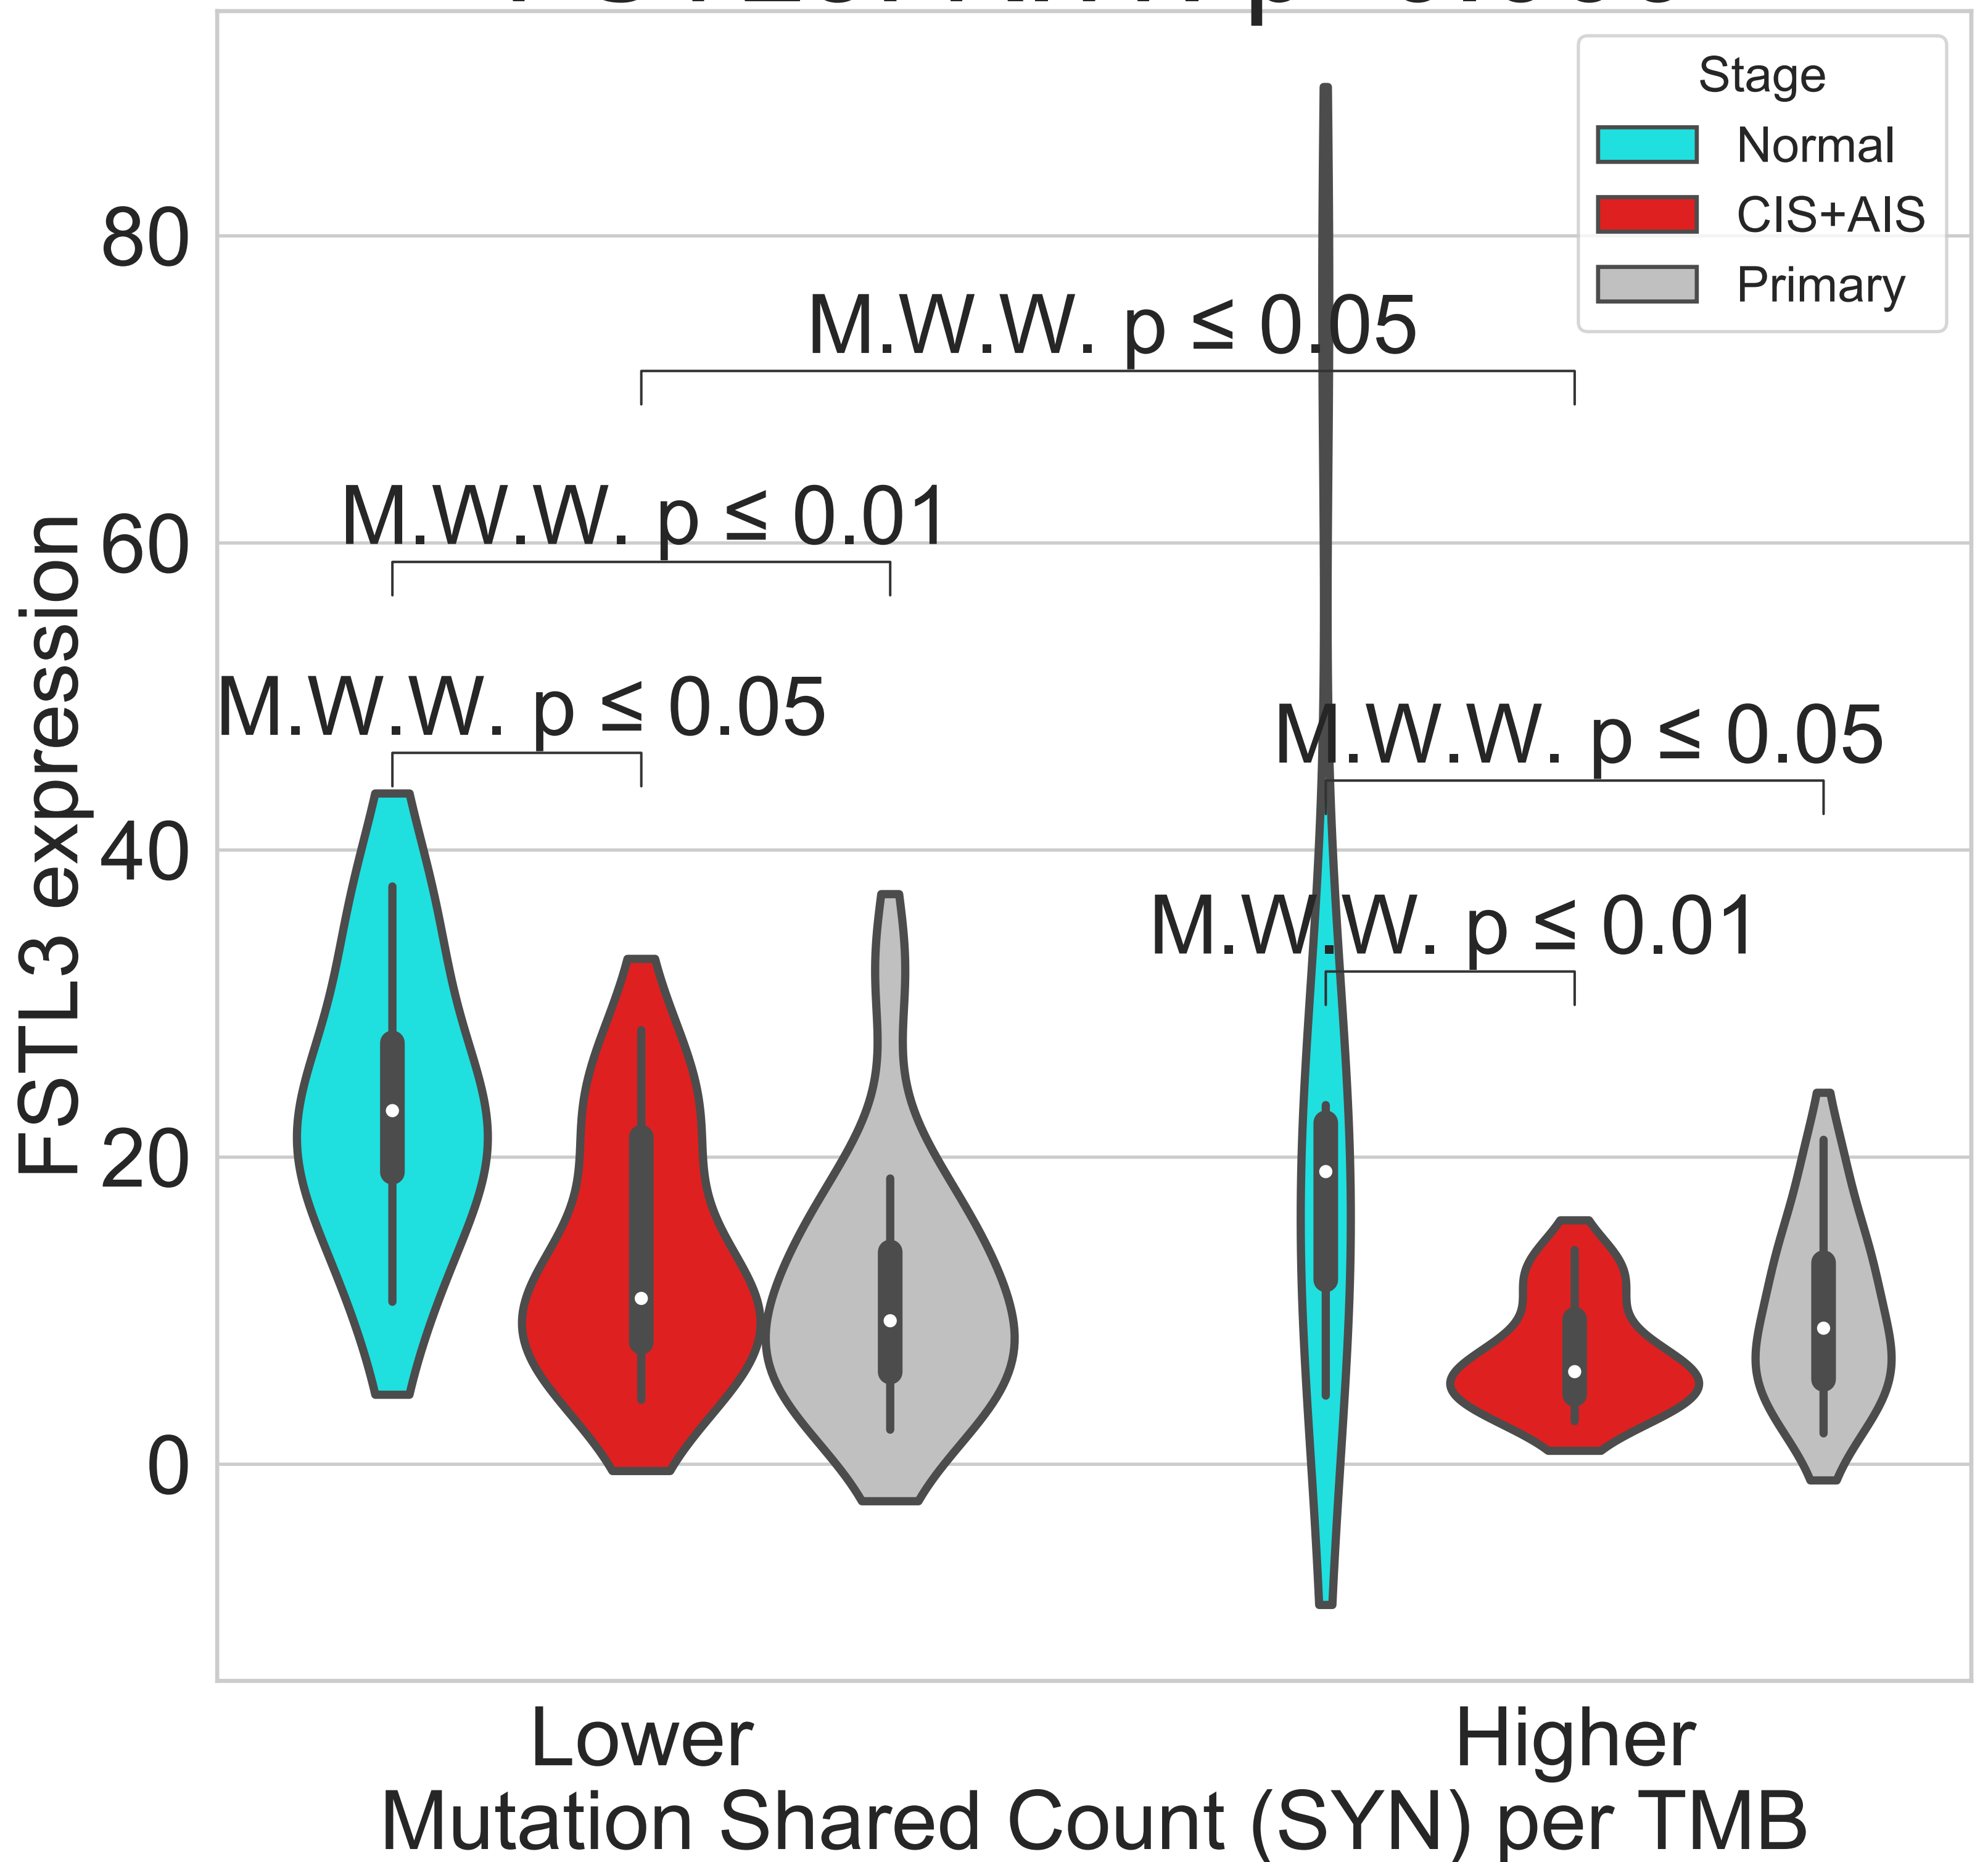 Stage
Normal
CIS+AIS
Primary
80
60
40
20
0
FSTL3 expression
M.W.W. p ≤ 0.05
M.W.W. p ≤ 0.01
M.W.W. p ≤ 0.05
M.W.W. p ≤ 0.05
M.W.W. p ≤ 0.01
Lower
Higher
Mutation Shared Count (SYN) per TMB